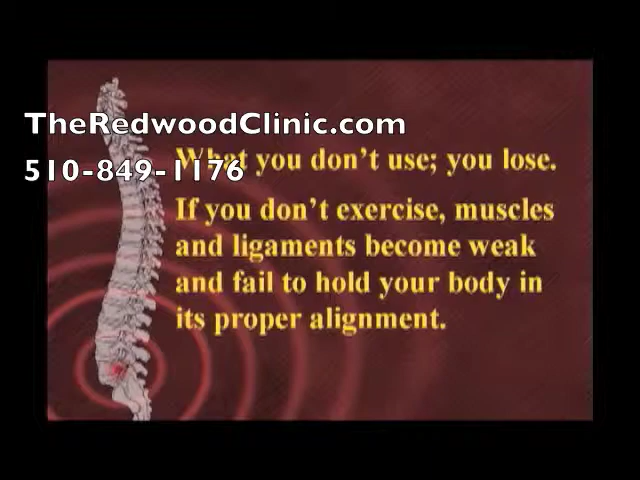 TheRedwoodClinic.com
510-849-1176
What you don't use; you lose.
If you don't exercise, muscles
and ligaments become weak
and fail to hold your body in
its proper alignment.